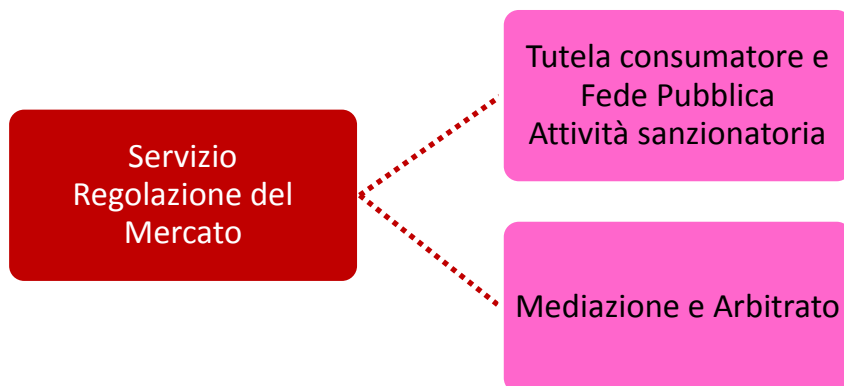 Servizio
Regolazione del
Mercato
Tutela consumatore e
Fede Pubblica
Attività sanzionatoria
Mediazione e Arbitrato